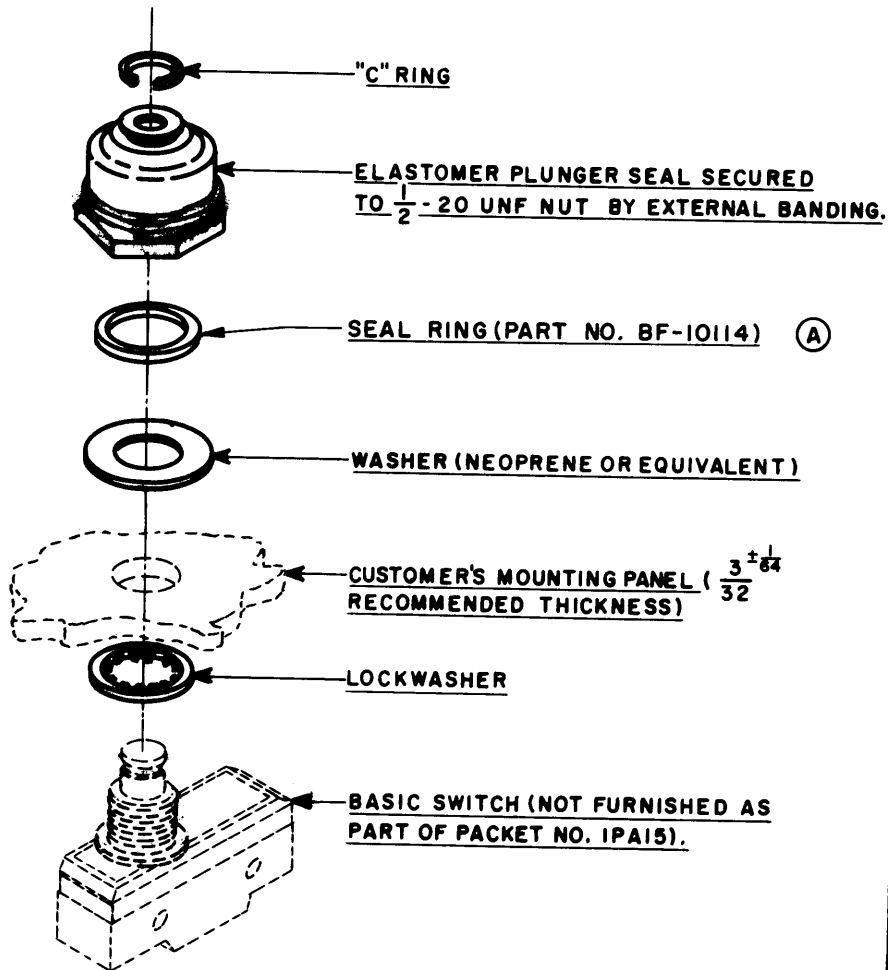 "C" RING
ELASTOMER PLUNGER SEAL SECURED
TO 1/2 - 20 UNF NUT BY EXTERNAL BANDING.
SEAL RING (PART NO. BF-10114) A
WASHER (NEOPRENE OR EQUIVALENT)
CUSTOMER'S MOUNTING PANEL ( 3/32 ± 1/64
RECOMMENDED THICKNESS)
LOCKWASHER
BASIC SWITCH (NOT FURNISHED AS
PART OF PACKET NO. 1PA15).